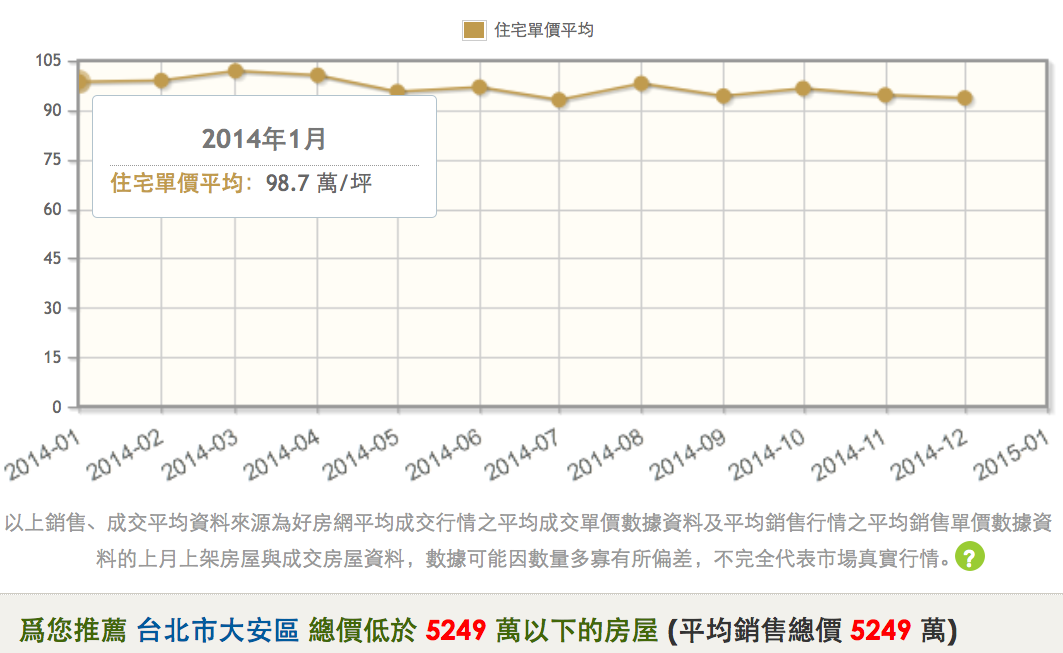 住宅單價平均
105
90
75
60
45
30
15
0
2014年1月
住宅單價平均: 98.7 萬/坪
2014-01 2014-02 2014-03 2014-04 2014-05 2014-06 2014-07 2014-08 2014-09 2014-10 2014-11 2014-12 2015-01
以上銷售、成交平均資料來源為好房網平均成交行情之平均成交單價數據資料及平均銷售行情之平均銷售單價數據資
料的上月上架房屋與成交房屋資料，數據可能因數量多寡有所偏差，不完全代表市場真實行情。?
爲您推薦 台北市大安區 總價低於 5249 萬以下的房屋 (平均銷售總價 5249 萬)